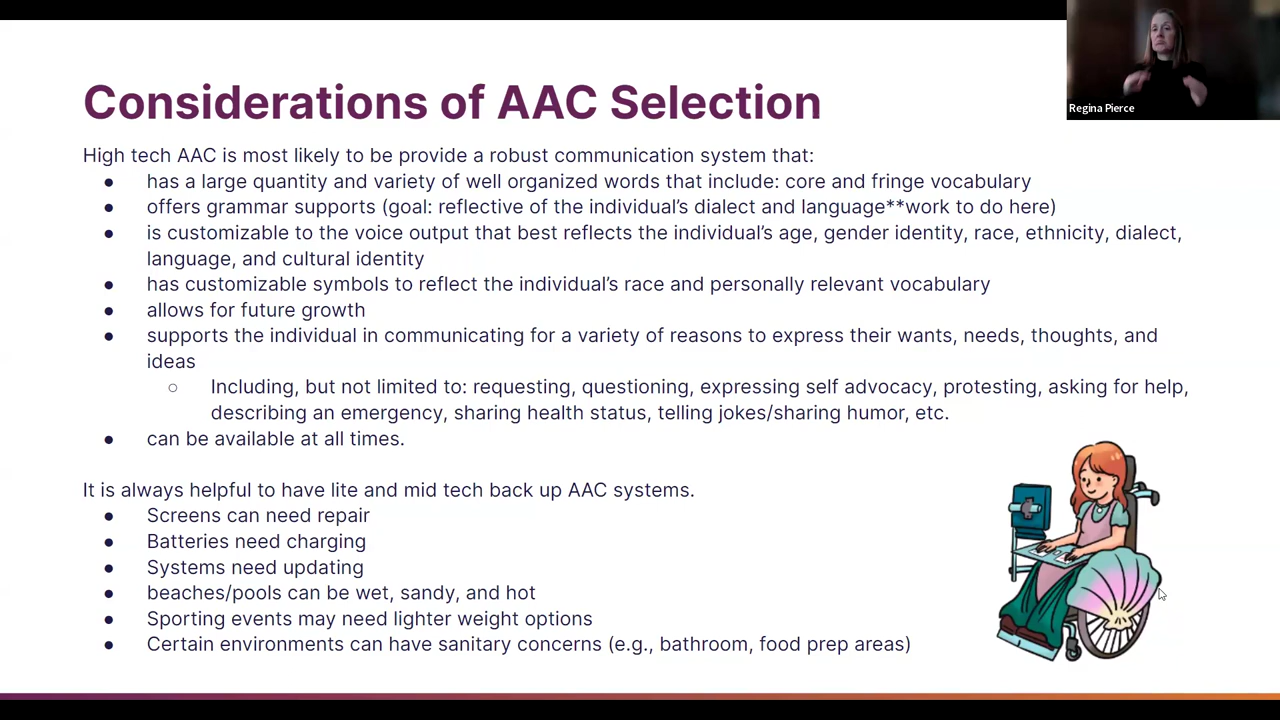 Regina Pierce
Considerations of AAC Selection
High tech AAC is most likely to be provide a robust communication system that:
● has a large quantity and variety of well organized words that include: core and fringe vocabulary
● offers grammar supports (goal: reflective of the individual's dialect and language**work to do here)
● is customizable to the voice output that best reflects the individual's age, gender identity, race, ethnicity, dialect,
language, and cultural identity
● has customizable symbols to reflect the individual's race and personally relevant vocabulary
● allows for future growth
● supports the individual in communicating for a variety of reasons to express their wants, needs, thoughts, and
ideas
○ Including, but not limited to: requesting, questioning, expressing self advocacy, protesting, asking for help,
describing an emergency, sharing health status, telling jokes/sharing humor, etc.
● can be available at all times.
It is always helpful to have lite and mid tech back up AAC systems.
● Screens can need repair
● Batteries need charging
● Systems need updating
● beaches/pools can be wet, sandy, and hot
● Sporting events may need lighter weight options
● Certain environments can have sanitary concerns (e.g., bathroom, food prep areas)